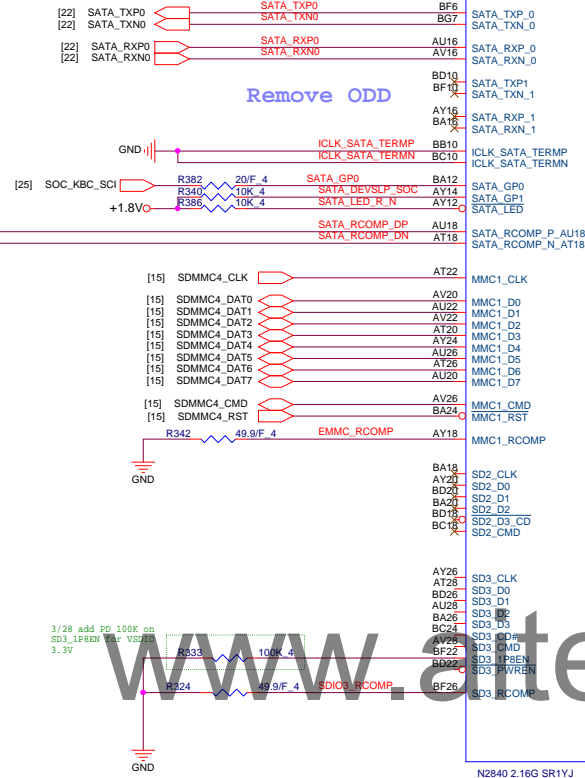 [22] SATA_TXP0 SATA_TXP0 BF6 SATA_TXP_0
[22] SATA_TXN0 SATA_TXN0 BG7 SATA_TXN_0
[22] SATA_RXP0 SATA_RXP0 AU16 SATA_RXP_0
[22] SATA_RXN0 SATA_RXN0 AV16 SATA_RXN_0
BD10 SATA_TXP1
BF10 SATA_TXN_1
Remove ODD
AY16 SATA_RXP_1
BA16 SATA_RXN_1
GND ICLK_SATA_TERMP BB10 ICLK_SATA_TERMP
ICLK_SATA_TERMN BC10 ICLK_SATA_TERMN
[25] SOC_KBC_SCI R382 20/F_4 SATA_GP0 BA12 SATA_GP0
R340 10K_4 SATA_DEVSLP_SOC AY14 SATA_GP1
+1.8V R386 10K_4 SATA_LED_R_N AY12 SATA_LED
SATA_RCOMP_DP AU18 SATA_RCOMP_P_AU18
SATA_RCOMP_DN AT18 SATA_RCOMP_N_AT18
[15] SDMMC4_CLK AT22 MMC1_CLK
[15] SDMMC4_DAT0 AV20 MMC1_D0
[15] SDMMC4_DAT1 AU22 MMC1_D1
[15] SDMMC4_DAT2 AV22 MMC1_D2
[15] SDMMC4_DAT3 AT20 MMC1_D3
[15] SDMMC4_DAT4 AY24 MMC1_D4
[15] SDMMC4_DAT5 AU26 MMC1_D5
[15] SDMMC4_DAT6 AT26 MMC1_D6
[15] SDMMC4_DAT7 AU20 MMC1_D7
[15] SDMMC4_CMD AV26 MMC1_CMD
[15] SDMMC4_RST BA24 MMC1_RST
R342 49.9/F_4 EMMC_RCOMP AY18 MMC1_RCOMP
GND
BA18 SD2_CLK
AY20 SD2_D0
BD20 SD2_D1
BA20 SD2_D2
BD18 SD2_D3_CD
BC18 SD2_CMD
AY26 SD3_CLK
AT28 SD3_D0
BD26 SD3_D1
AU28 SD3_D2
BA26 SD3_D3
BC24 SD3_CD#
AV28 SD3_CMD
3/28 add PD 100K on
SD3_1P8EN for VSDIO
3.3V
R333 100K_4 BF22 SD3_1P8EN
BD22 SD3_PWREN
R324 49.9/F_4 SDIO3_RCOMP BF26 SD3_RCOMP
www.aite
GND
N2840 2.16G SR1YJ